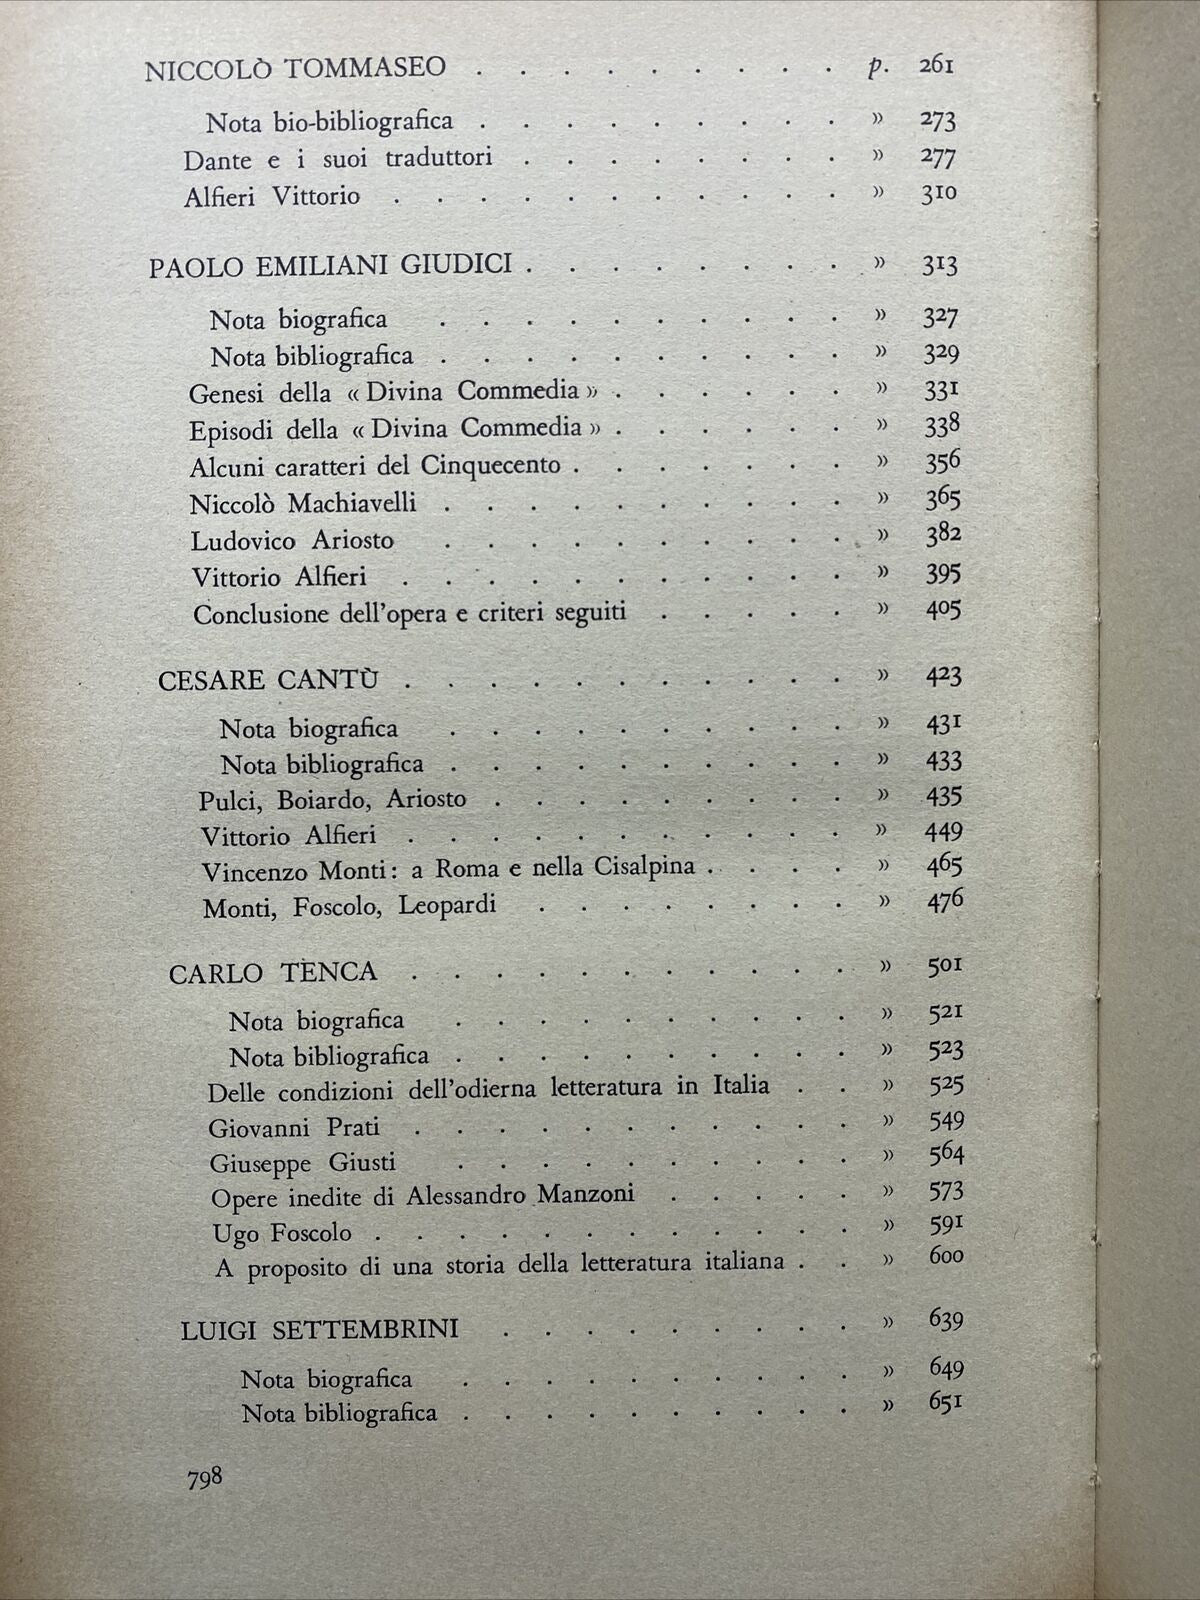 NICCOLÒ TOMMASEO . . . . . . . . . p. 261
Nota bio-bibliografica . . . . . . . . . » 273
Dante e i suoi traduttori . . . . . . . . » 277
Alfieri Vittorio . . . . . . . . . . . » 310
PAOLO EMILIANI GIUDICI . . . . . . . . » 313
Nota biografica . . . . . . . . . . » 327
Nota bibliografica . . . . . . . . . . » 329
Genesi della « Divina Commedia » . . . . . . » 331
Episodi della « Divina Commedia » . . . . . . » 338
Alcuni caratteri del Cinquecento . . . . . . . » 356
Niccolò Machiavelli . . . . . . . . . . » 365
Ludovico Ariosto . . . . . . . . . . » 382
Vittorio Alfieri . . . . . . . . . . . » 395
Conclusione dell'opera e criteri seguiti . . . . . » 405
CESARE CANTÙ . . . . . . . . . . . » 423
Nota biografica . . . . . . . . . . » 431
Nota bibliografica . . . . . . . . . . » 433
Pulci, Boiardo, Ariosto . . . . . . . . . » 435
Vittorio Alfieri . . . . . . . . . . . » 449
Vincenzo Monti: a Roma e nella Cisalpina . . . . » 465
Monti, Foscolo, Leopardi . . . . . . . . » 476
CARLO TENCA . . . . . . . . . . . » 501
Nota biografica . . . . . . . . . . » 521
Nota bibliografica . . . . . . . . . . » 523
Delle condizioni dell'odierna letteratura in Italia . . » 525
Giovanni Prati . . . . . . . . . . . » 549
Giuseppe Giusti . . . . . . . . . . » 564
Opere inedite di Alessandro Manzoni . . . . . » 573
Ugo Foscolo . . . . . . . . . . . . » 591
A proposito di una storia della letteratura italiana . . » 600
LUIGI SETTEMBRINI . . . . . . . . . » 639
Nota biografica . . . . . . . . . . » 649
Nota bibliografica . . . . . . . . . . » 651
798